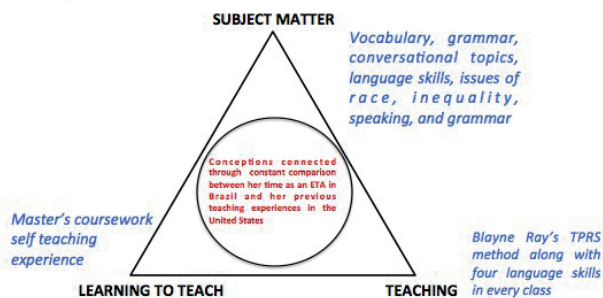 SUBJECT MATTER
Vocabulary, grammar,
conversational topics,
language skills, issues of
race, inequality,
speaking, and grammar
Conceptions connected
through constant comparison
between her time as an ETA in
Brazil and her previous
teaching experiences in the
United States
Master's coursework
self teaching
experience
Blayne Ray's TPRS
method along with
four language skills
in every class
LEARNING TO TEACH
TEACHING